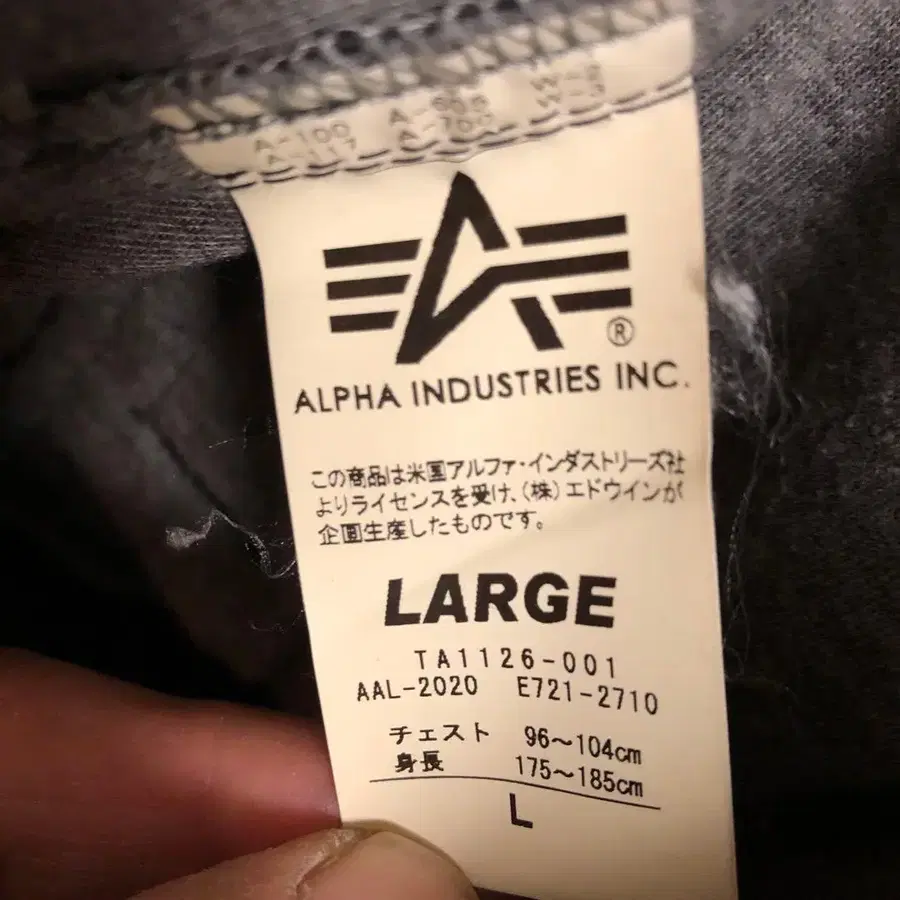 A-100
®
ALPHA INDUSTRIES INC.
この商品は米国アルファ・インダストリーズ社
よりライセンスを受け、(株)エドウインが
企画生産したものです。
LARGE
TA1126-001
AAL-2020 E721-2710
チェスト 96〜104cm
身長 175〜185cm
L